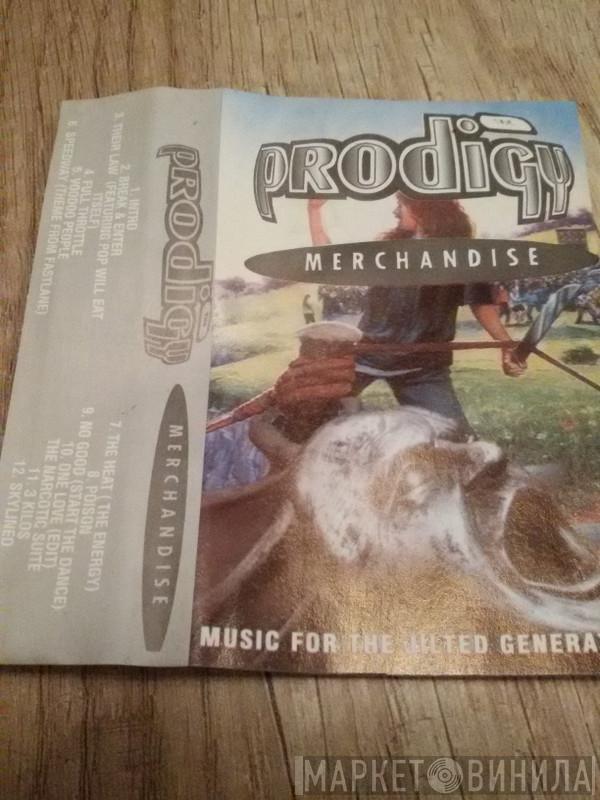 PRODIGY
MERCHANDISE
MUSIC FOR THE JILTED GENERAT
PRODIGY
MERCHANDISE
1. INTRO
2. BREAK & ENTER
3. THEIR LAW (FEATURING POP WILL EAT
ITSELF)
4. FULL THROTTLE
5. VOODOO PEOPLE
6. SPEEDWAY (THEME FROM FASTLANE)
7. THE HEAT ( THE ENERGY)
8. POISON
9. NO GOOD (START THE DANCE)
10. ONE LOVE (EDIT)
THE NARCOTIC SUITE
11. 3 KILOS
12. SKYLINED
МАРКЕТ ВИНИЛА